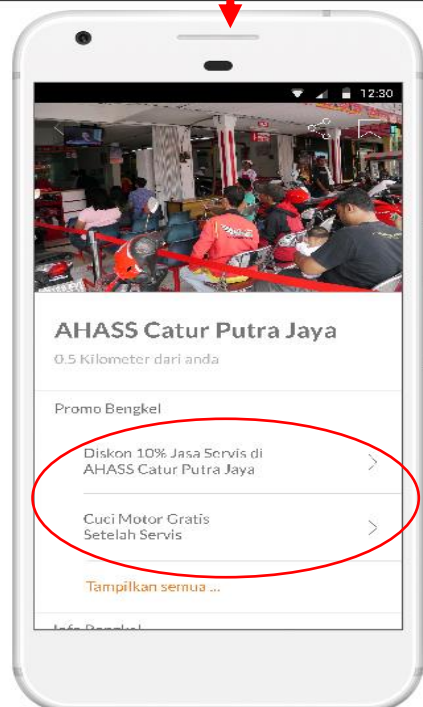 12:30
AHASS Catur Putra Jaya
0.5 Kilometer dari anda
Promo Bengkel
Diskon 10% Jasa Servis di
AHASS Catur Putra Jaya
Cuci Motor Gratis
Setelah Servis
Tampilkan semua ...